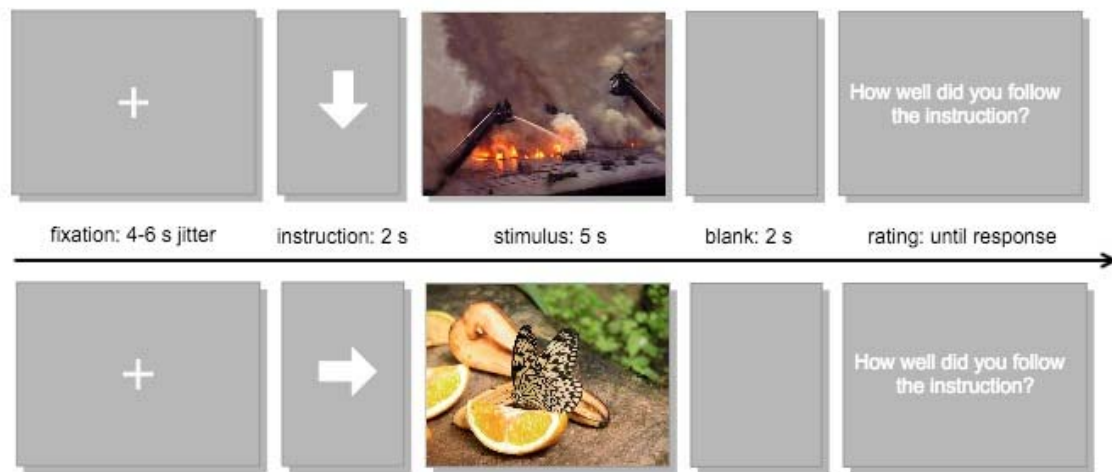 How well did you follow
the instruction?
fixation: 4-6 s jitter
instruction: 2 s
stimulus: 5 s
blank: 2 s
rating: until response
How well did you follow
the instruction?